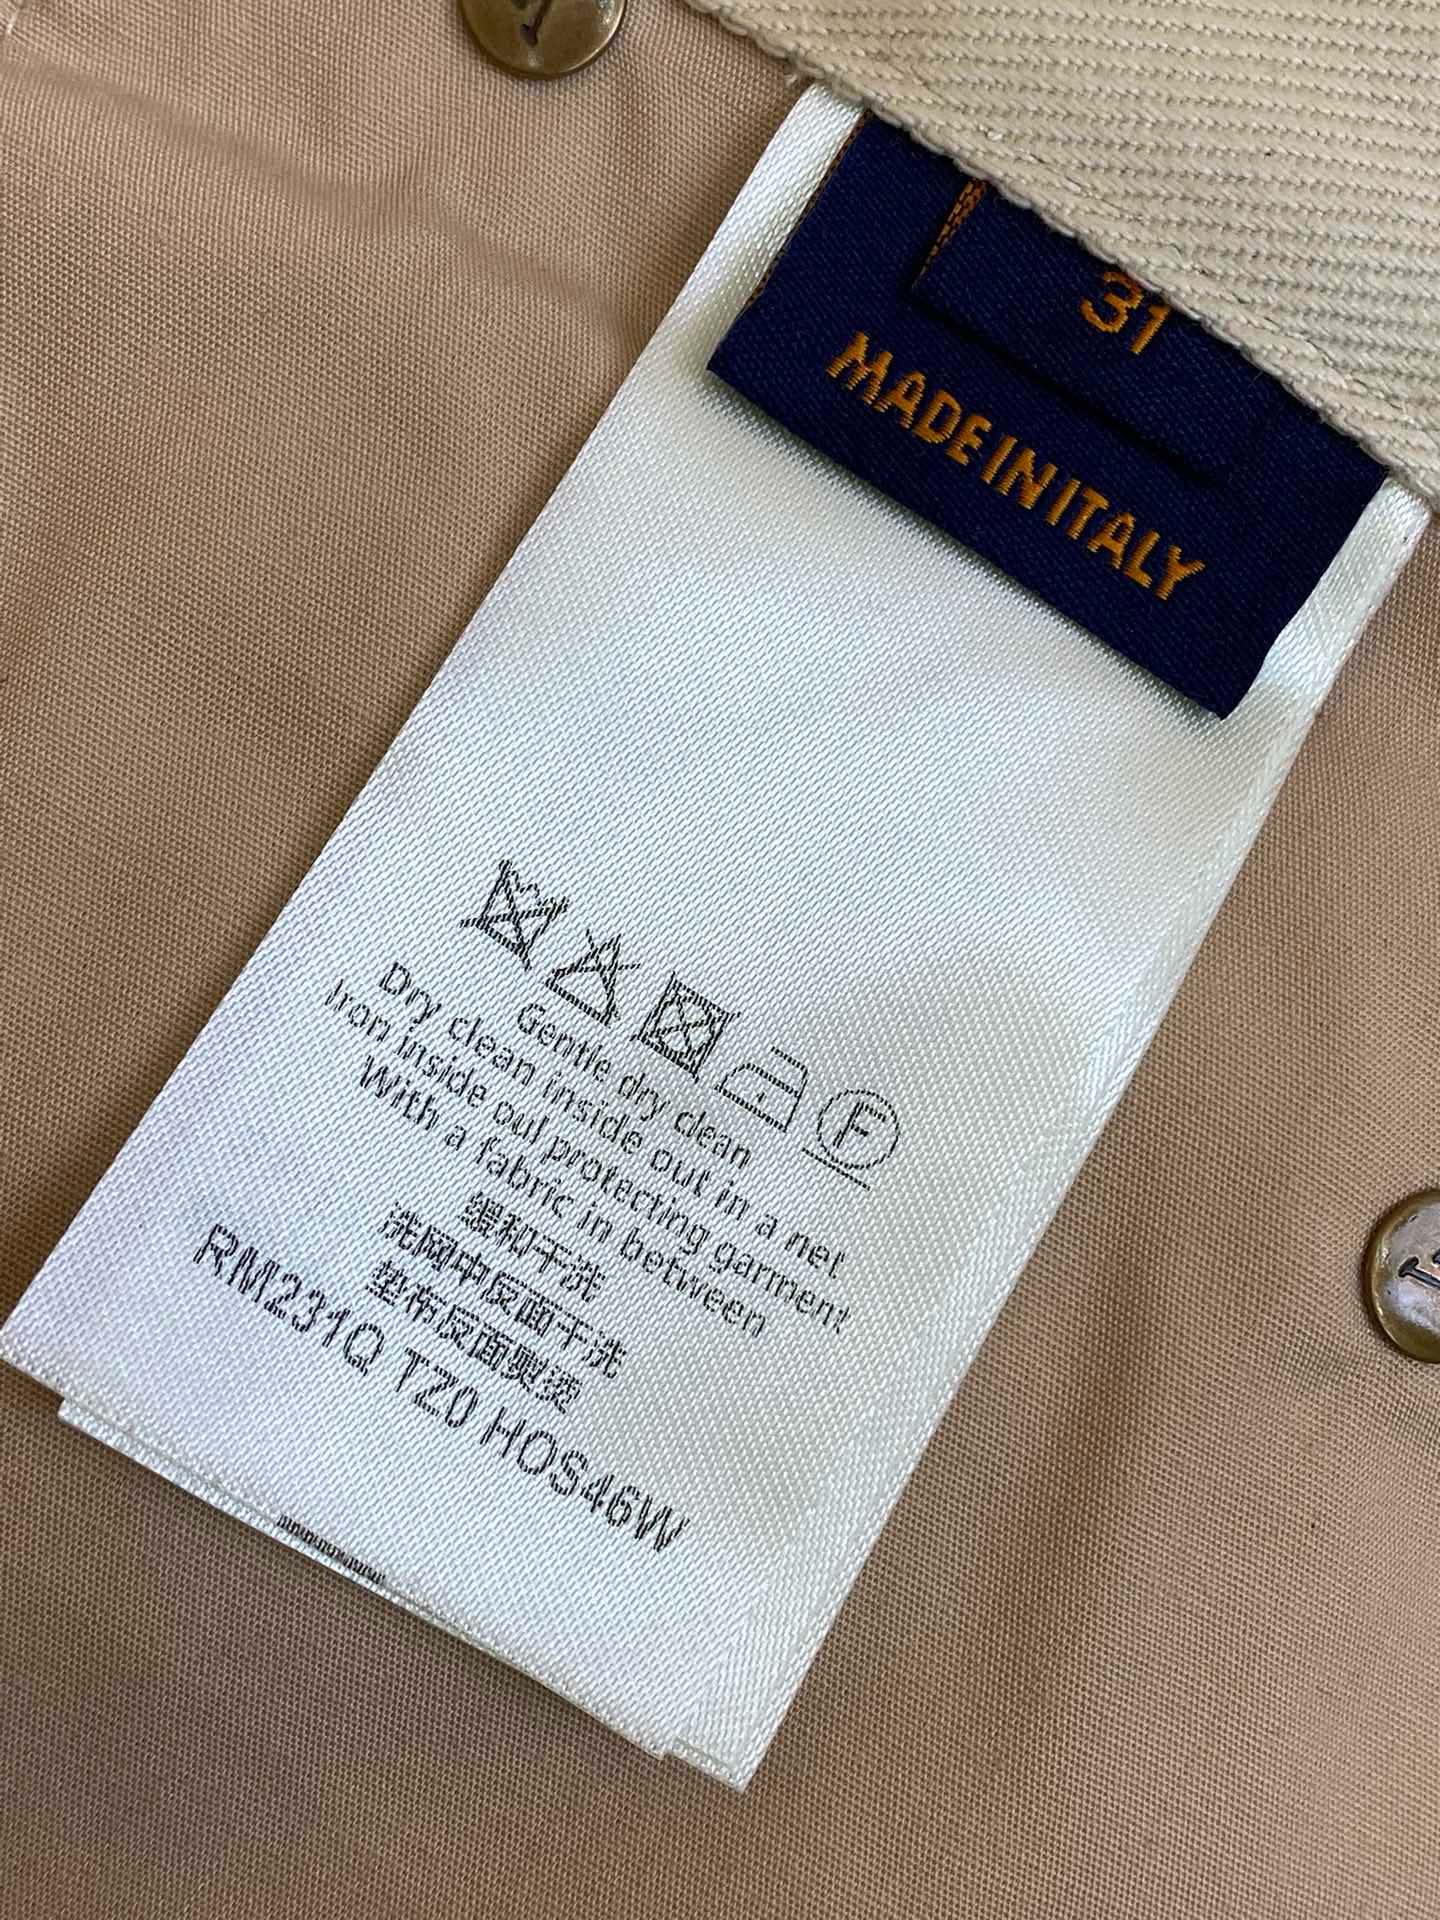 31
MADE IN ITALY
F
Gentle dry clean
Dry clean inside out in a net
Iron inside out protecting garment
With a fabric in between
缓和干洗
洗网中反面干洗
垫布反面熨烫
RM231Q TZ0 HOS46W